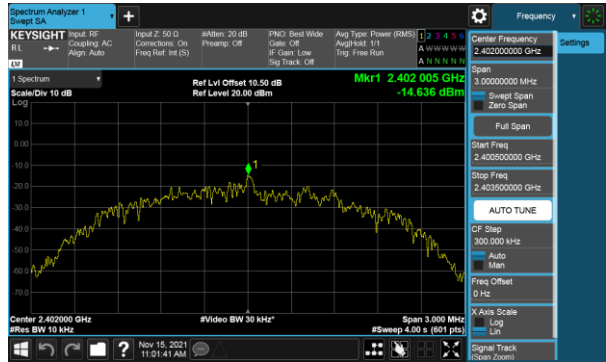 Spectrum Analyzer 1
Swept SA
Frequency
KEYSIGHT
RL
LXI
Input: RF
Coupling: AC
Align: Auto
Input Z: 50 Ω
Corrections: On
Freq Ref: Int (S)
#Atten: 20 dB
Preamp: Off
PNO: Best Wide
Gate: Off
IF Gain: Low
Sig Track: Off
Avg Type: Power (RMS)
Avg|Hold: 1/1
Trig: Free Run
1 2 3 4 5 6
A W W W W W
A N N N N N
1 Spectrum
Scale/Div 10 dB
Log
Ref Lvl Offset 10.50 dB
Ref Level 20.00 dBm
Mkr1 2.402 005 GHz
-14.636 dBm
10.0
0.00
-10.0
-20.0
-30.0
-40.0
-50.0
-60.0
-70.0
1
Center 2.402000 GHz
#Res BW 10 kHz
#Video BW 30 kHz*
Span 3.000 MHz
#Sweep 4.00 s (601 pts)
Nov 15, 2021
11:01:41 AM
Center Frequency
2.402000000 GHz
Span
3.00000000 MHz
Swept Span
Zero Span
Full Span
Start Freq
2.400500000 GHz
Stop Freq
2.403500000 GHz
AUTO TUNE
CF Step
300.000 kHz
Auto
Man
Freq Offset
0 Hz
X Axis Scale
Log
Lin
Signal Track
(Span Zoom)
Settings